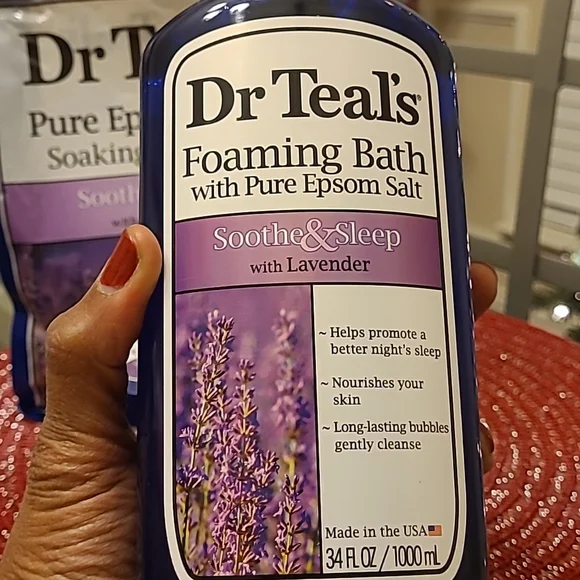 Dr T
Pure Ep
Soaking
Sooth
Dr Teal's®
Foaming Bath
with Pure Epsom Salt
Soothe&Sleep
with Lavender
~ Helps promote a
better night's sleep
~ Nourishes your
skin
~ Long-lasting bubbles
gently cleanse
Made in the USA
34 FL OZ / 1000 mL